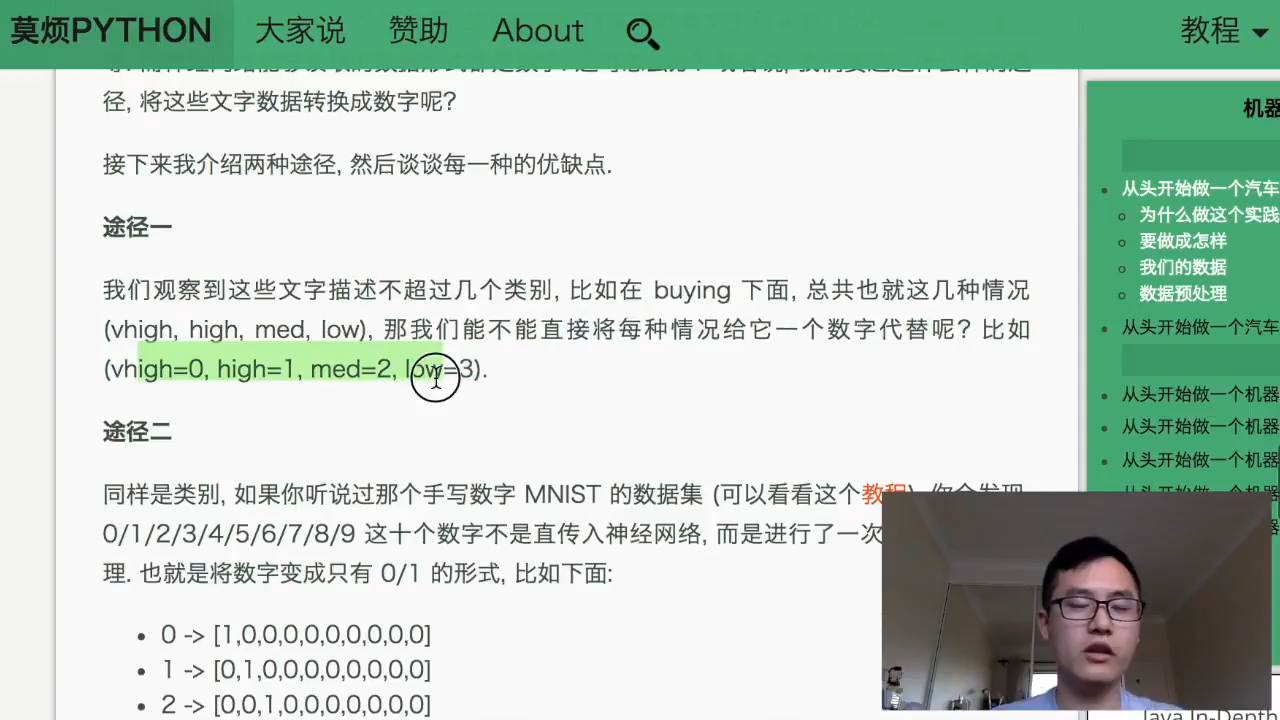 莫烦PYTHON 大家说 赞助 About 教程
径, 将这些文字数据转换成数字呢?
接下来我介绍两种途径, 然后谈谈每一种的优缺点.
途径一
我们观察到这些文字描述不超过几个类别, 比如在 buying 下面, 总共也就这几种情况
(vhigh, high, med, low), 那我们能不能直接将每种情况给它一个数字代替呢? 比如
(vhigh=0, high=1, med=2, low=3).
途径二
同样是类别, 如果你听说过那个手写数字 MNIST 的数据集 (可以看看这个教程), 你会发现
0/1/2/3/4/5/6/7/8/9 这十个数字不是直传入神经网络, 而是进行了一次
理. 也就是将数字变成只有 0/1 的形式, 比如下面:
0 -> [1,0,0,0,0,0,0,0,0,0]
1 -> [0,1,0,0,0,0,0,0,0,0]
2 -> [0,0,1,0,0,0,0,0,0,0]
机器
从头开始做一个汽车
为什么做这个实践
要做成怎样
我们的数据
数据预处理
从头开始做一个汽车
从头开始做一个机器
从头开始做一个机器
从头开始做一个机器
Java In-Depth